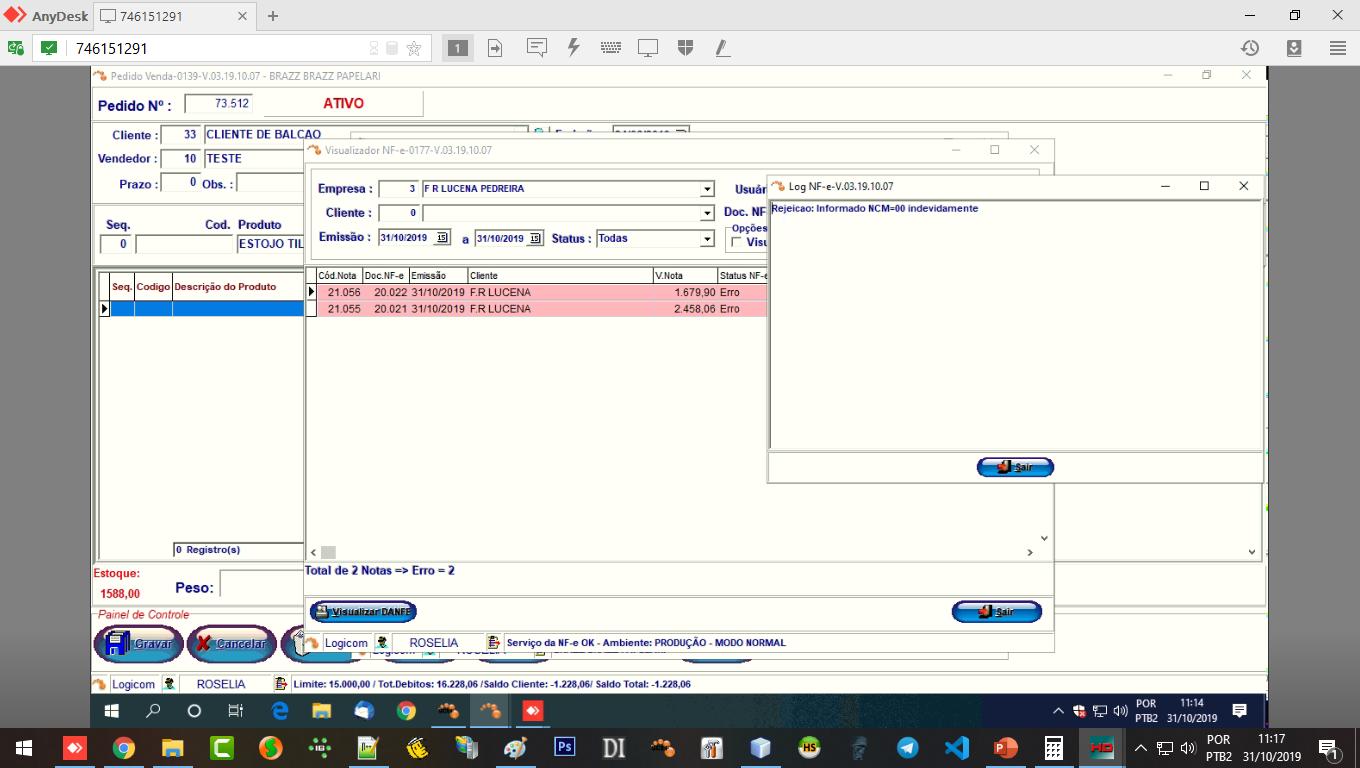 AnyDesk
746151291
746151291
1
Pedido Venda-0139-V.03.19.10.07 - BRAZZ BRAZZ PAPELARI
Pedido Nº : 73.512 ATIVO
Cliente : 33 CLIENTE DE BALCAO
Vendedor : 10 TESTE
Prazo : 0 Obs. :
Seq. Cod. Produto
0 ESTOJO TIL
Seq. Codigo Descrição do Produto
0 Registro(s)
Estoque:
1588,00
Peso:
Painel de Controle
Gravar Cancelar
Logicom ROSELIA Limite: 15.000,00 / Tot.Debitos: 16.228,06 /Saldo Cliente: -1.228,06/ Saldo Total: -1.228,06
Visualizador NF-e-0177-V.03.19.10.07
Empresa : 3 F R LUCENA PEDREIRA Usuár
Cliente : 0 Doc. NF
Emissão : 31/10/2019 15 a 31/10/2019 15 Status : Todas
Opções
Visu
Cód.Nota Doc.NF-e Emissão Cliente V.Nota Status NF-e
21.056 20.022 31/10/2019 F.R LUCENA 1.679,90 Erro
21.055 20.021 31/10/2019 F.R LUCENA 2.458,06 Erro
Total de 2 Notas => Erro = 2
Visualizar DANFE Sair
Logicom ROSELIA Serviço da NF-e OK - Ambiente: PRODUÇÃO - MODO NORMAL
Log NF-e-V.03.19.10.07
Rejeicao: Informado NCM=00 indevidamente
Sair
POR
PTB2
11:14
31/10/2019
Ps
DI
HS
HD
POR
PTB2
11:17
31/10/2019
1